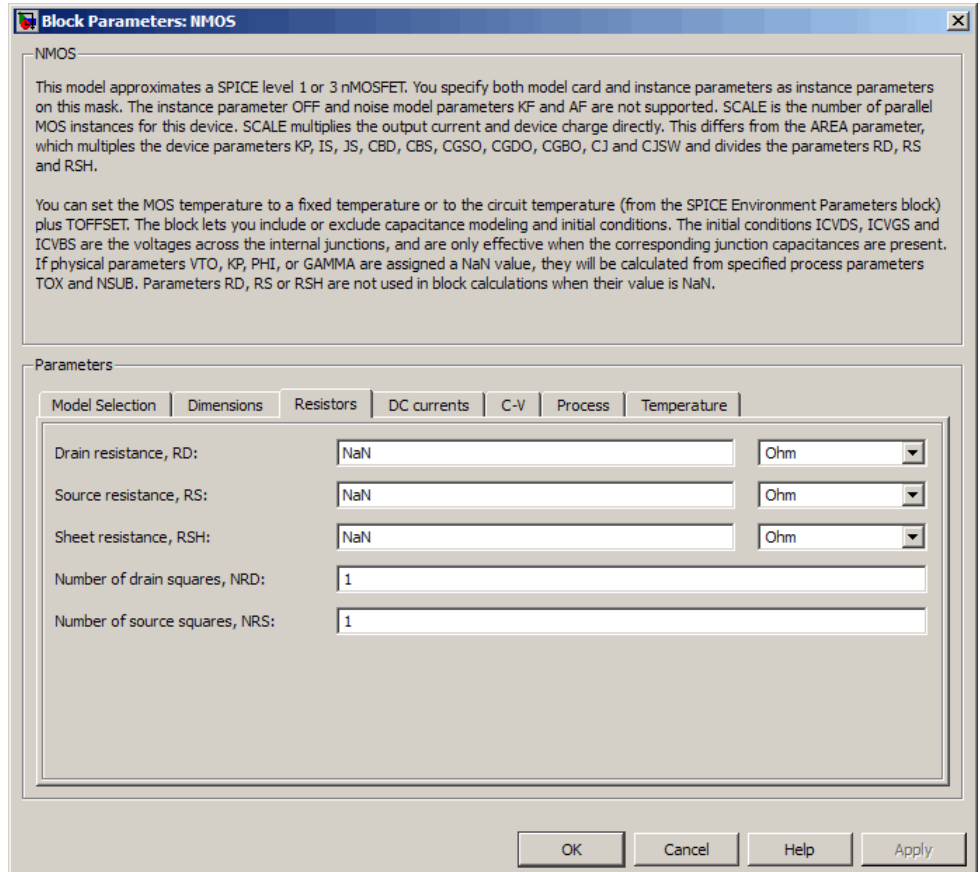 Block Parameters: NMOS
NMOS
This model approximates a SPICE level 1 or 3 nMOSFET. You specify both model card and instance parameters as instance parameters
on this mask. The instance parameter OFF and noise model parameters KF and AF are not supported. SCALE is the number of parallel
MOS instances for this device. SCALE multiplies the output current and device charge directly. This differs from the AREA parameter,
which multiples the device parameters KP, IS, JS, CBD, CBS, CGSO, CGDO, CGBO, CJ and CJSW and divides the parameters RD, RS
and RSH.
You can set the MOS temperature to a fixed temperature or to the circuit temperature (from the SPICE Environment Parameters block)
plus TOFFSET. The block lets you include or exclude capacitance modeling and initial conditions. The initial conditions ICVDS, ICVGS and
ICVBS are the voltages across the internal junctions, and are only effective when the corresponding junction capacitances are present.
If physical parameters VTO, KP, PHI, or GAMMA are assigned a NaN value, they will be calculated from specified process parameters
TOX and NSUB. Parameters RD, RS or RSH are not used in block calculations when their value is NaN.
Parameters
Model Selection Dimensions Resistors DC currents C-V Process Temperature
Drain resistance, RD: NaN Ohm
Source resistance, RS: NaN Ohm
Sheet resistance, RSH: NaN Ohm
Number of drain squares, NRD: 1
Number of source squares, NRS: 1
OK Cancel Help Apply